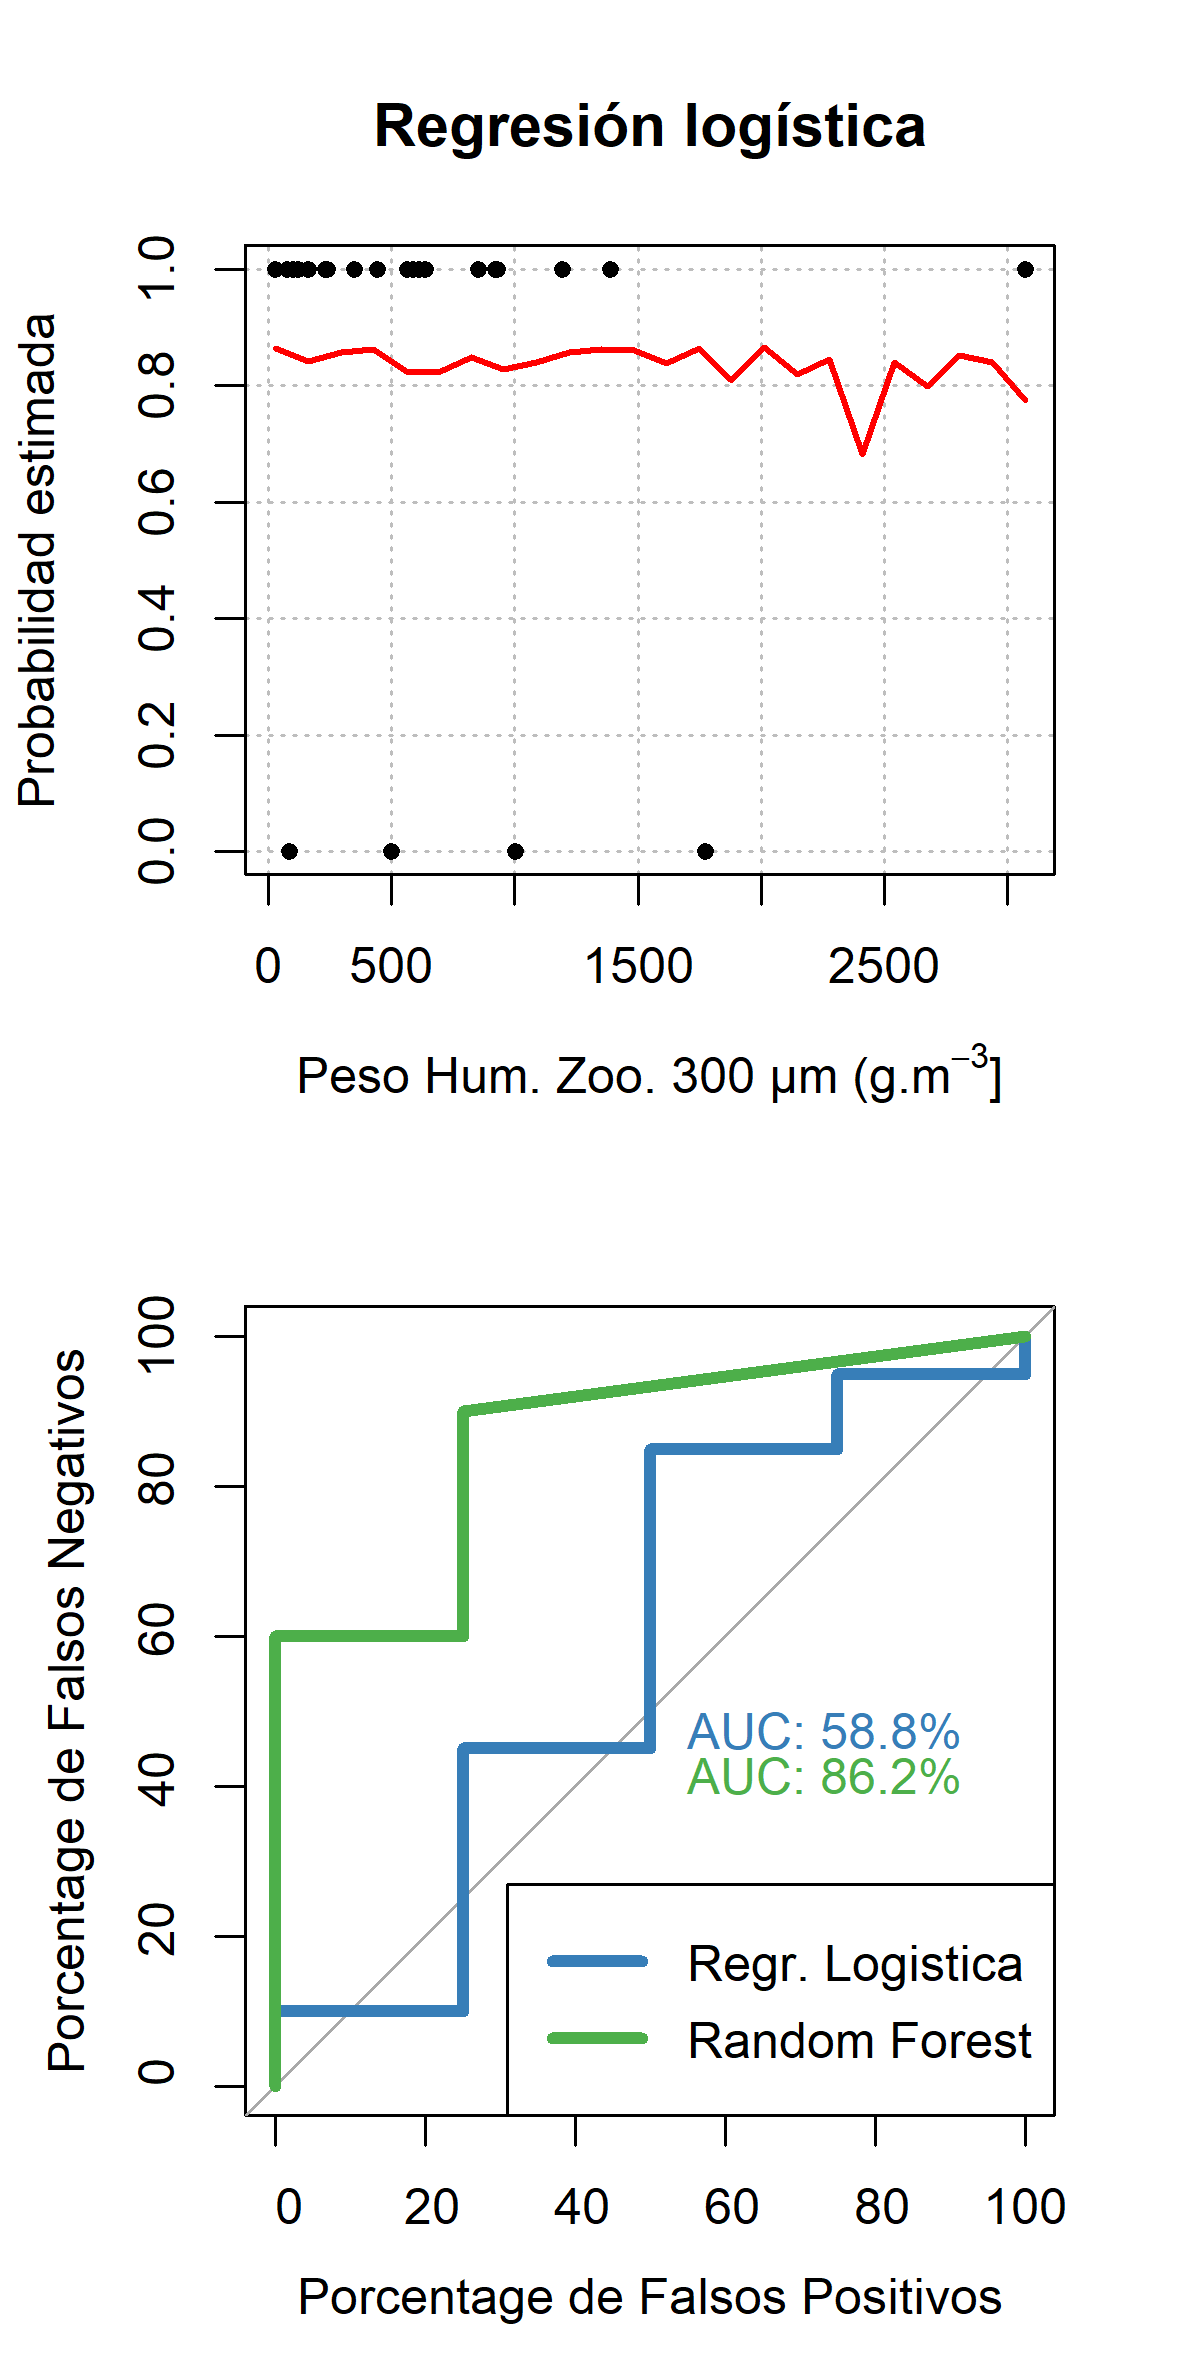 Regresión logística
Probabilidad estimada
1.0
0.8
0.6
0.4
0.2
0.0
0 500 1500 2500
Peso Hum. Zoo. 300 µm (g.m⁻³]
Porcentage de Falsos Negativos
100
80
60
40
20
0
AUC: 58.8%
AUC: 86.2%
Regr. Logistica
Random Forest
0 20 40 60 80 100
Porcentage de Falsos Positivos